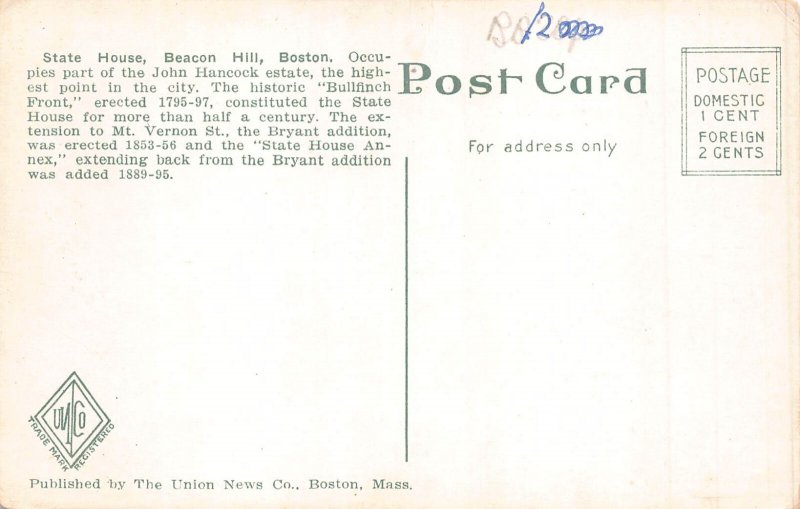 State House, Beacon Hill, Boston. Occu-
pies part of the John Hancock estate, the high-
est point in the city. The historic "Bullfinch
Front," erected 1795-97, constituted the State
House for more than half a century. The ex-
tension to Mt. Vernon St., the Bryant addition,
was erected 1853-56 and the "State House An-
nex," extending back from the Bryant addition
was added 1889-95.
Post Card
For address only
POSTAGE
DOMESTIC
1 CENT
FOREIGN
2 CENTS
UNCo
TRADE MARK
REGISTERED
Published by The Union News Co., Boston, Mass.